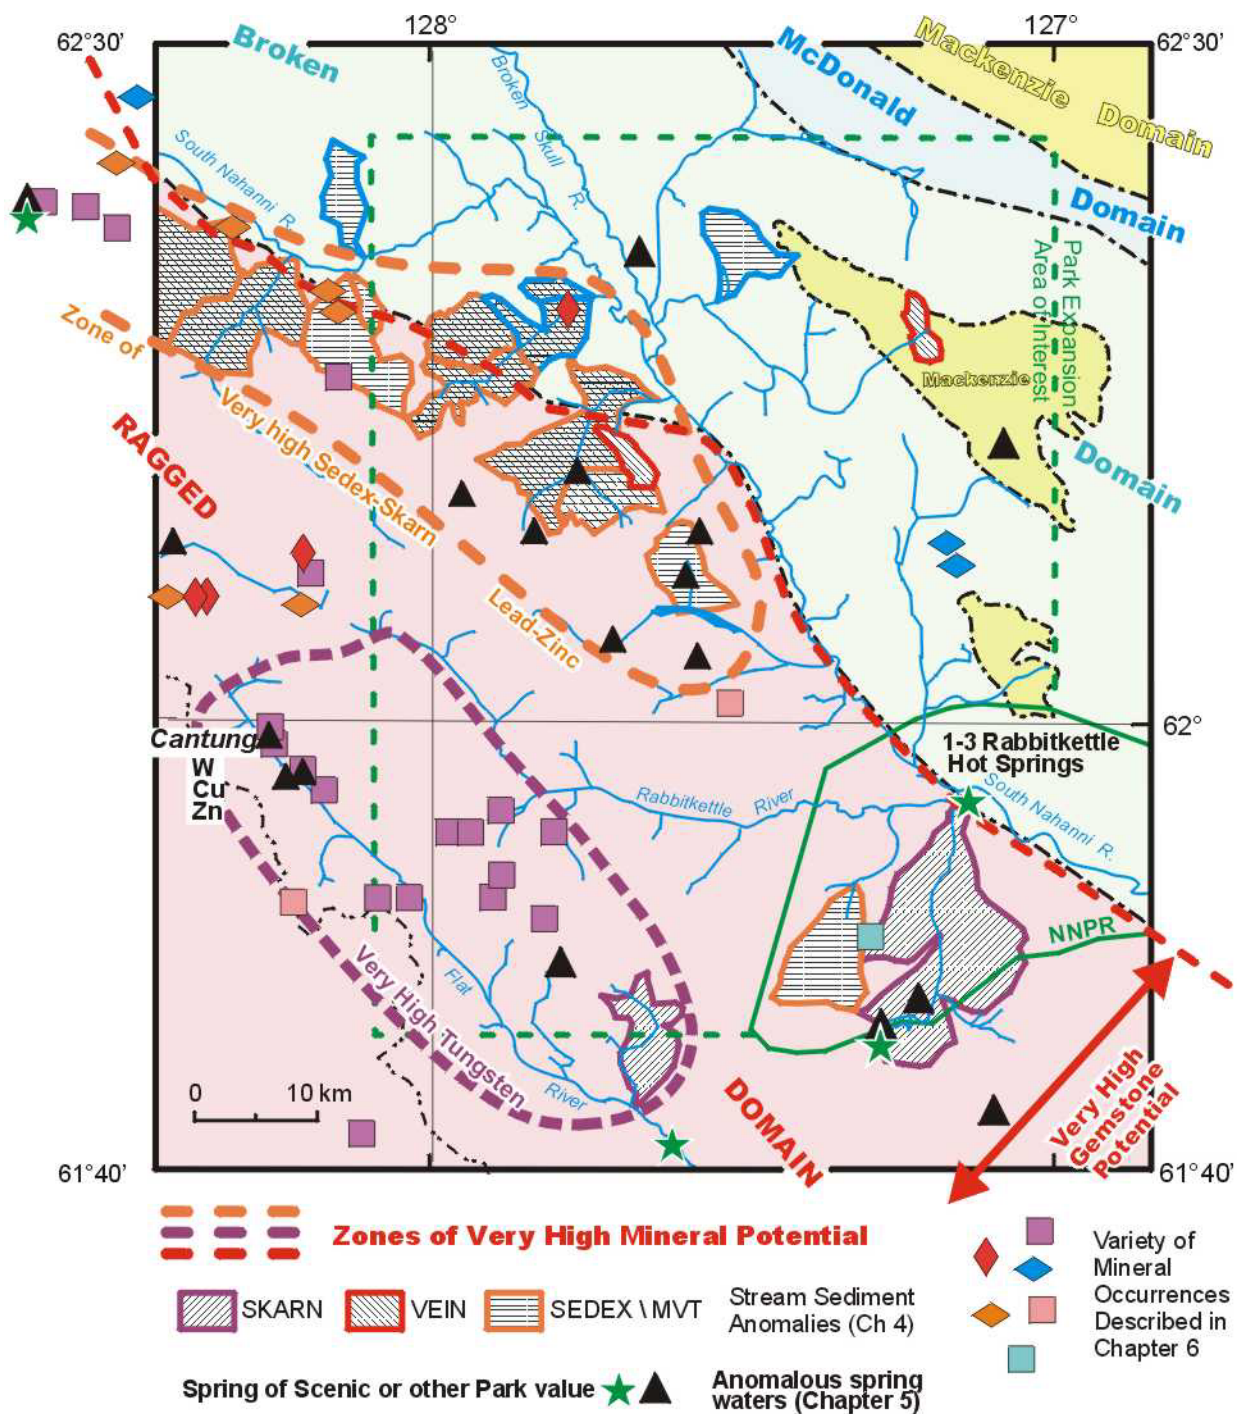 128°
127°
62°30'
62°30'
Broken
McDonald
Domain
Mackenzie Domain
Broken
Skull
R.
South Nahanni R.
Park Expansion
Area of Interest
Mackenzie
Domain
Zone of
Very high Sedex-Skarn
Lead-Zinc
RAGGED
DOMAIN
62°
Cantung
W
Cu
Zn
1-3 Rabbitkettle
Hot Springs
South Nahanni R.
Rabbitkettle River
NNPR
Flat
River
Very High Tungsten
Very High
Gemstone
Potential
0 10 km
61°40'
61°40'
Zones of Very High Mineral Potential
SKARN
VEIN
SEDEX \ MVT
Stream Sediment
Anomalies (Ch 4)
Variety of
Mineral
Occurrences
Described in
Chapter 6
Spring of Scenic or other Park value
Anomalous spring
waters (Chapter 5)